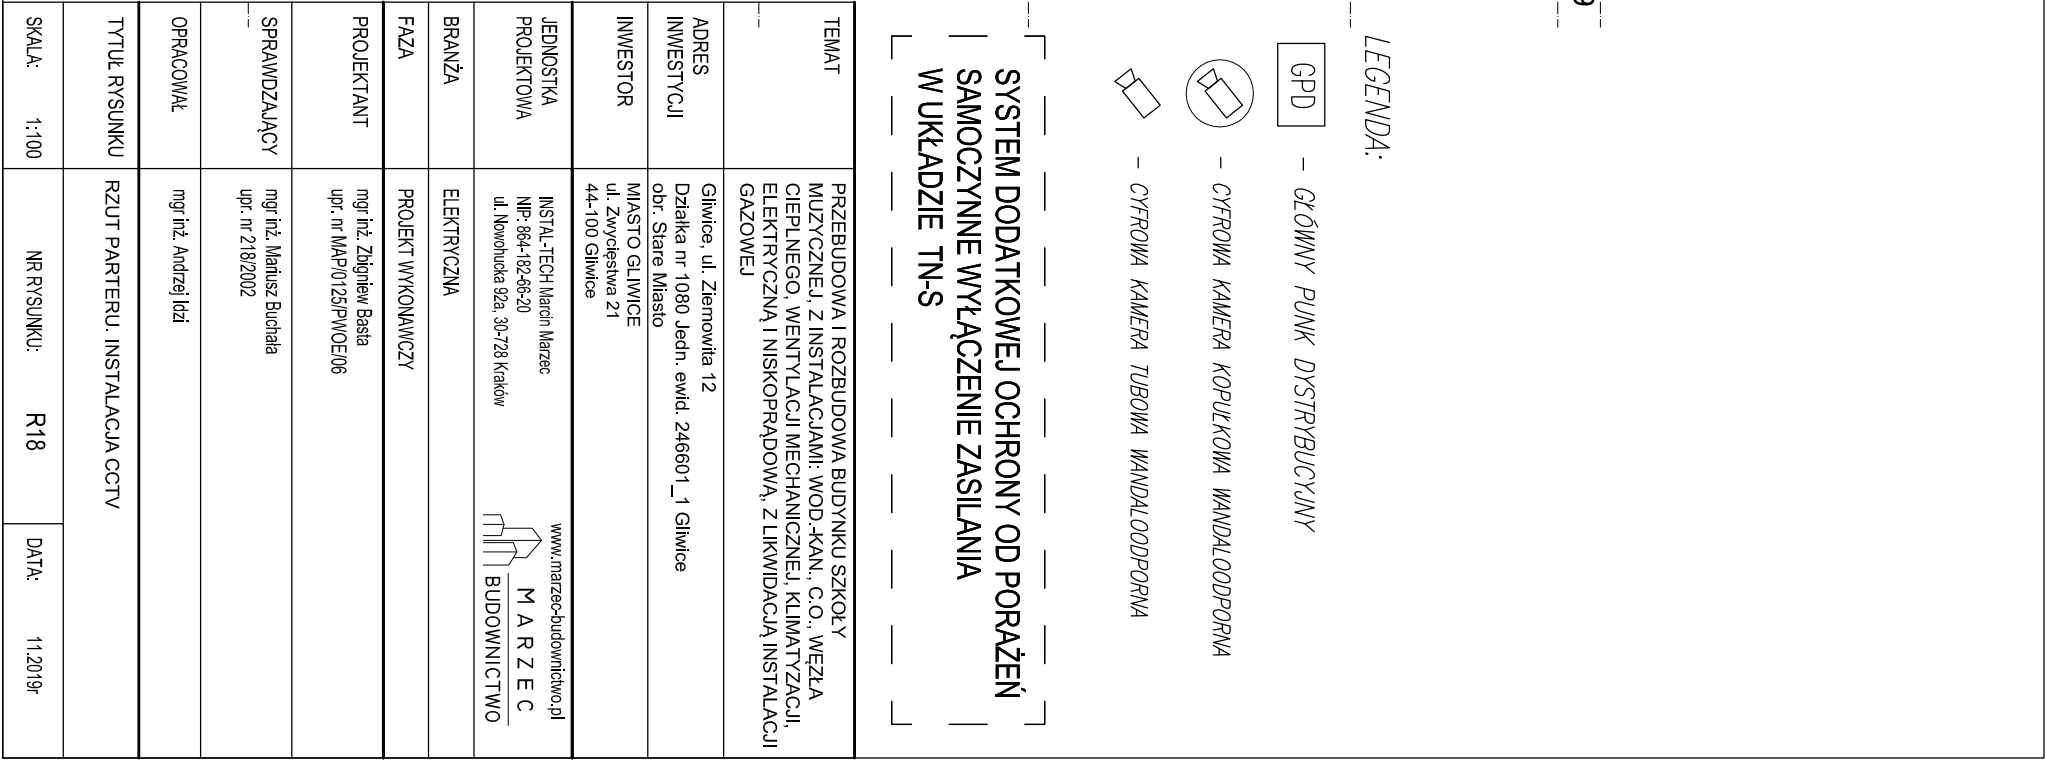 LEGENDA:
GPD - GŁÓWNY PUNK DYSTRYBUCYJNY
- CYFROWA KAMERA KOPUŁKOWA WANDALOODPORNA
- CYFROWA KAMERA TUBOWA WANDALOODPORNA
SYSTEM DODATKOWEJ OCHRONY OD PORAŻEŃ
SAMOCZYNNE WYŁĄCZENIE ZASILANIA
W UKŁADZIE TN-S
TEMAT
PRZEBUDOWA I ROZBUDOWA BUDYNKU SZKOŁY
MUZYCZNEJ, Z INSTALACJAMI: WOD.-KAN., C.O., WĘZŁA
CIEPLNEGO, WENTYLACJI MECHANICZNEJ, KLIMATYZACJI,
ELEKTRYCZNĄ I NISKOPRĄDOWĄ, Z LIKWIDACJĄ INSTALACJI
GAZOWEJ
ADRES
INWESTYCJI
Gliwice, ul. Ziemowita 12
Działka nr 1080 Jedn. ewid. 246601_1 Gliwice
obr. Stare Miasto
INWESTOR
MIASTO GLIWICE
ul. Zwycięstwa 21
44-100 Gliwice
JEDNOSTKA
PROJEKTOWA
INSTAL-TECH Marcin Marzec
NIP: 864-182-66-20
ul. Nowohucka 92a, 30-728 Kraków
www.marzec-budownictwo.pl
MARZEC
BUDOWNICTWO
BRANŻA ELEKTRYCZNA
FAZA PROJEKT WYKONAWCZY
PROJEKTANT
mgr inż. Zbigniew Basta
upr. nr MAP/0125/PWOE/06
SPRAWDZAJĄCY
mgr inż. Mariusz Buchała
upr. nr 218/2002
OPRACOWAŁ mgr inż. Andrzej Idzi
TYTUŁ RYSUNKU RZUT PARTERU. INSTALACJA CCTV
SKALA: 1:100 NR RYSUNKU: R18 DATA: 11.2019r